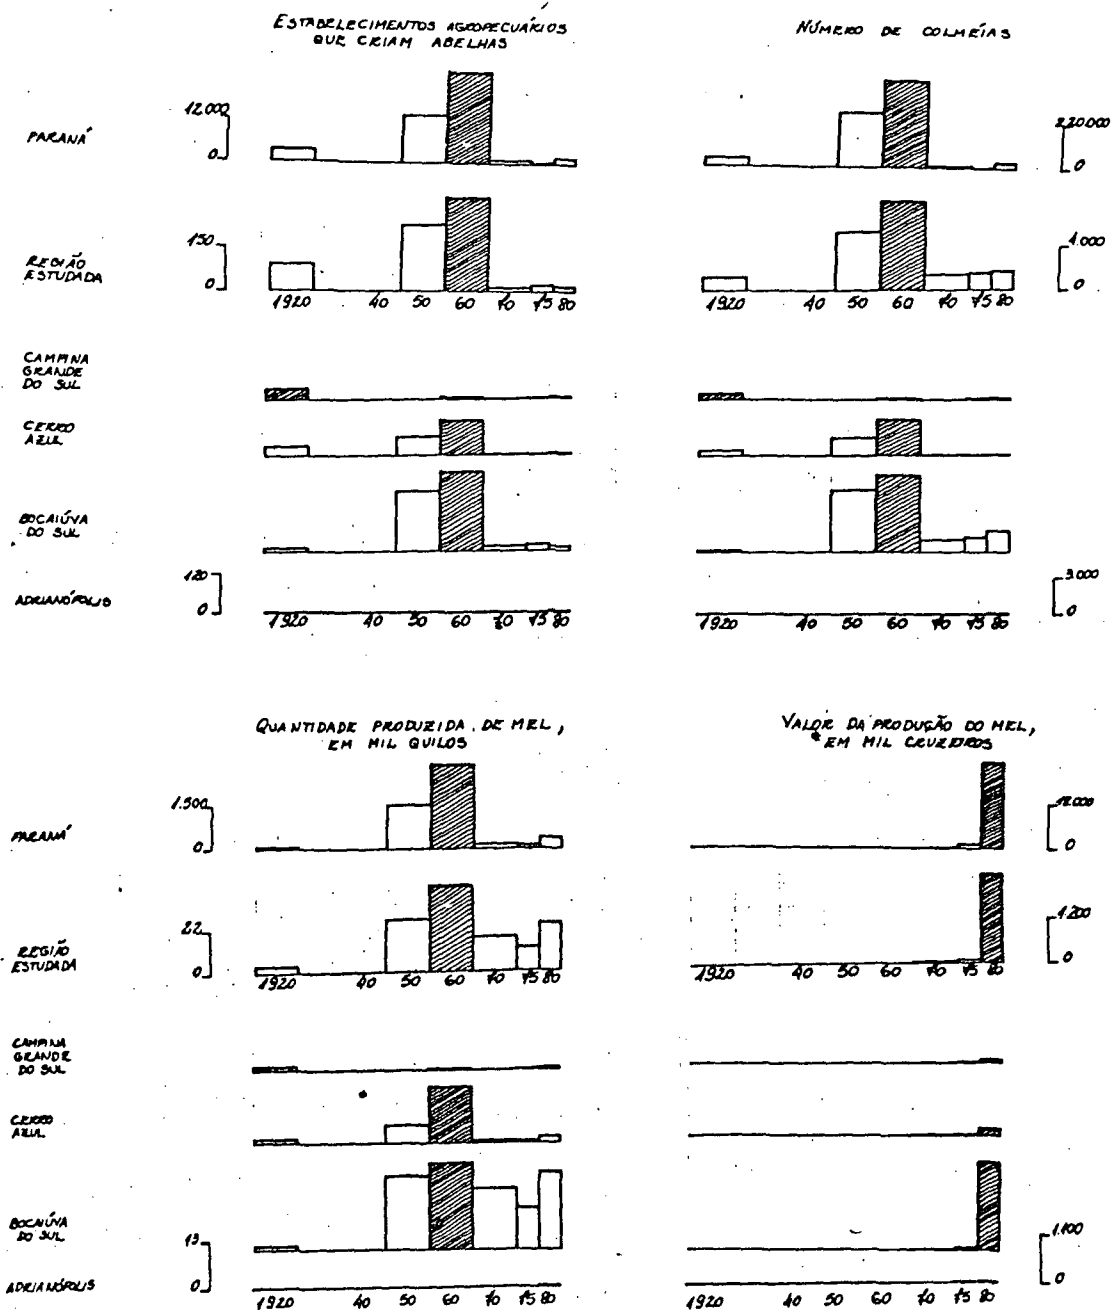 ESTABELECIMENTOS AGROPECUÁRIOS
QUE CRIAM ABELHAS
NÚMERO DE COLMÉIAS
PARANÁ
12.000
0
220.000
0
REGIÃO
ESTUDADA
150
0
4.000
0
1920 40 50 60 70 75 80
1920 40 50 60 70 75 80
CAMPINA
GRANDE
DO SUL
CERRO
AZUL
BOCAIÚVA
DO SUL
ADRIANÓPOLIS
120
0
3.000
0
1920 40 50 60 70 75 80
1920 40 50 60 70 75 80
QUANTIDADE PRODUZIDA DE MEL,
EM MIL QUILOS
VALOR DA PRODUÇÃO DO MEL,
EM MIL CRUZEIROS
PARANÁ
1.500
0
0
REGIÃO
ESTUDADA
22
0
1.200
0
1920 40 50 60 70 75 80
1920 40 50 60 70 75 80
CAMPINA
GRANDE
DO SUL
CERRO
AZUL
BOCAIÚVA
DO SUL
ADRIANÓPOLIS
19
0
1.100
0
1920 40 50 60 70 75 80
1920 40 50 60 70 75 80